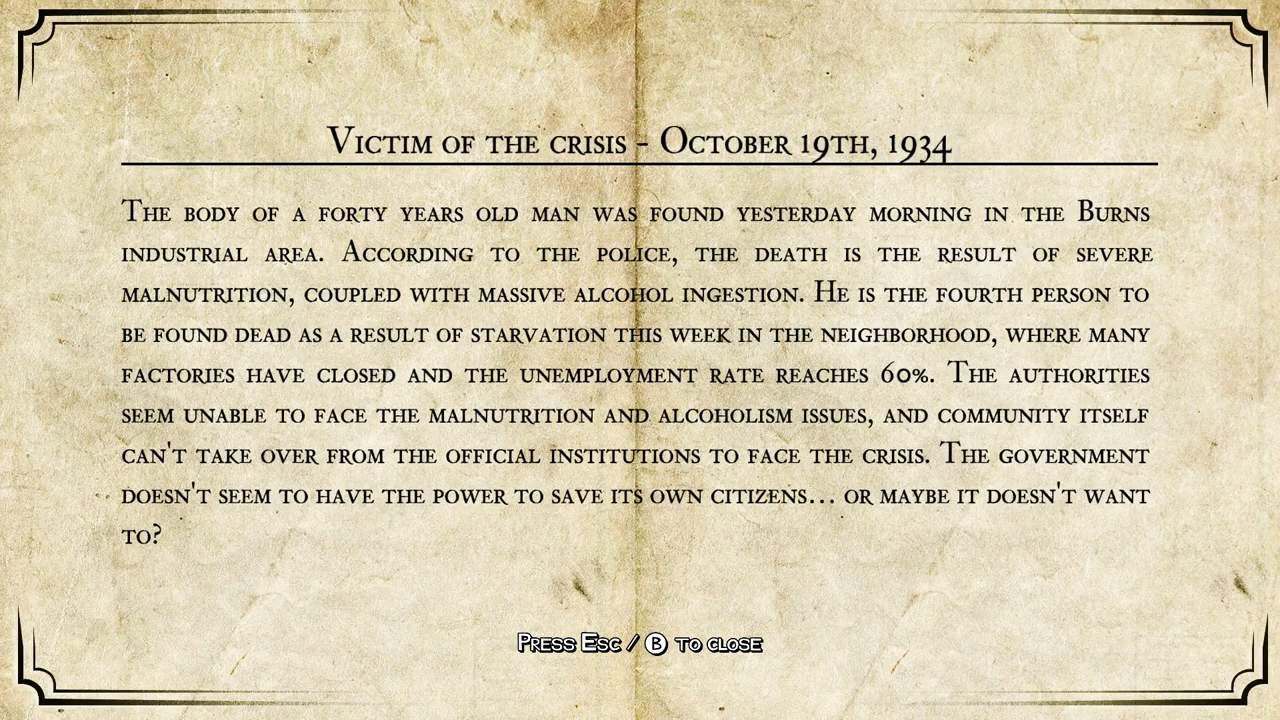 Victim of the crisis - October 19th, 1934
The body of a forty years old man was found yesterday morning in the Burns
industrial area. According to the police, the death is the result of severe
malnutrition, coupled with massive alcohol ingestion. He is the fourth person to
be found dead as a result of starvation this week in the neighborhood, where many
factories have closed and the unemployment rate reaches 60%. The authorities
seem unable to face the malnutrition and alcoholism issues, and community itself
can't take over from the official institutions to face the crisis. The government
doesn't seem to have the power to save its own citizens... or maybe it doesn't want
to?
Press Esc / B to close